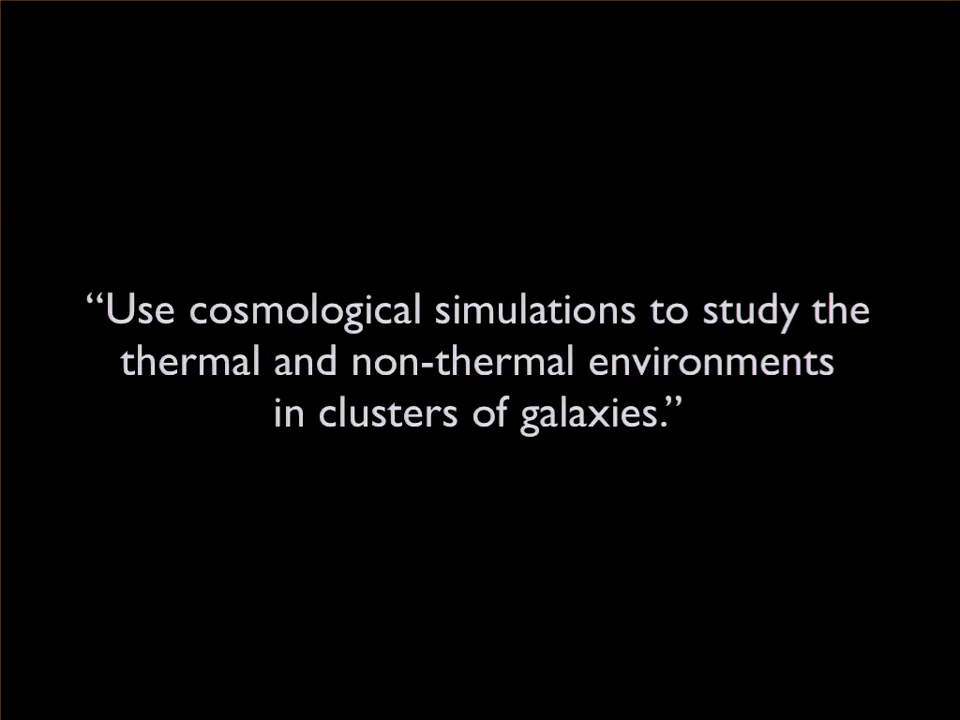 “Use cosmological simulations to study the
thermal and non-thermal environments
in clusters of galaxies.”